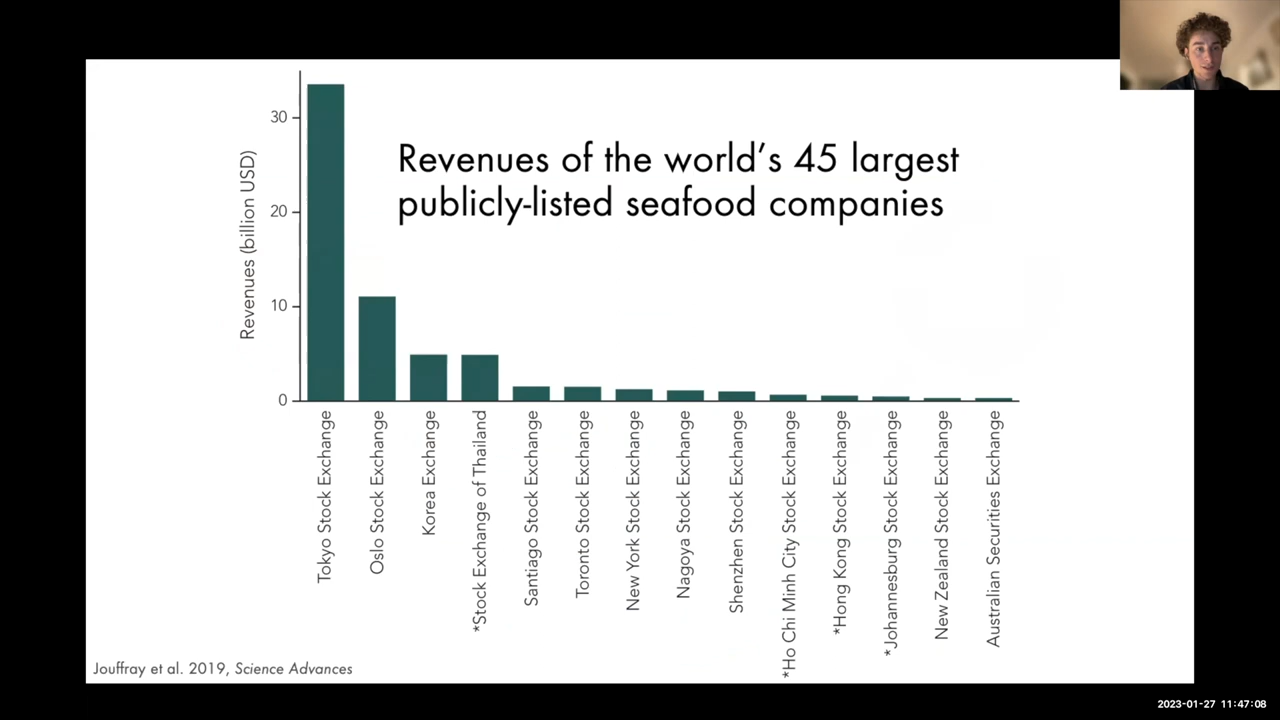 Revenues of the world's 45 largest
publicly-listed seafood companies
Revenues (billion USD)
30
20
10
0
Tokyo Stock Exchange
Oslo Stock Exchange
Korea Exchange
*Stock Exchange of Thailand
Santiago Stock Exchange
Toronto Stock Exchange
New York Stock Exchange
Nagoya Stock Exchange
Shenzhen Stock Exchange
*Ho Chi Minh City Stock Exchange
*Hong Kong Stock Exchange
*Johannesburg Stock Exchange
New Zealand Stock Exchange
Australian Securities Exchange
Jouffray et al. 2019, Science Advances
2023-01-27 11:47:08